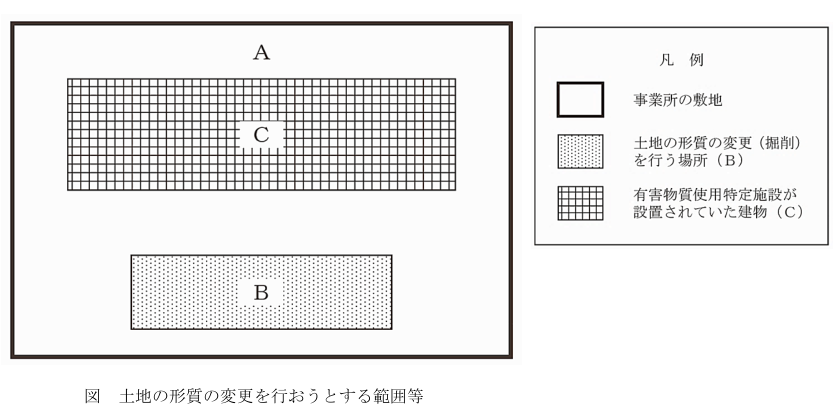 A
C
B
凡　例
事業所の敷地
土地の形質の変更（掘削）
を行う場所（B）
有害物質使用特定施設が
設置されていた建物（C）
図　土地の形質の変更を行おうとする範囲等